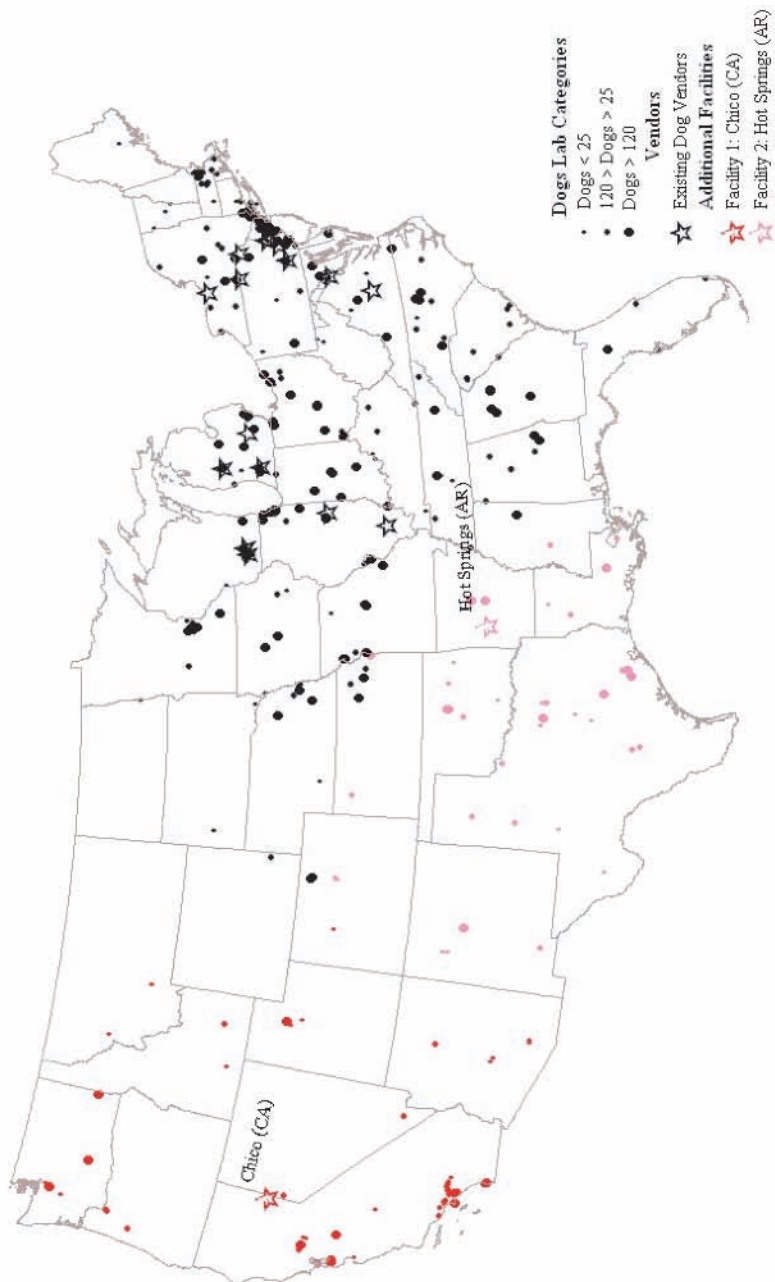 Chico (CA)
Hot Springs (AR)
Dogs Lab Categories
Dogs < 25
120 > Dogs > 25
Dogs > 120
Vendors
Existing Dog Vendors
Additional Facilities
Facility 1: Chico (CA)
Facility 2: Hot Springs (AR)